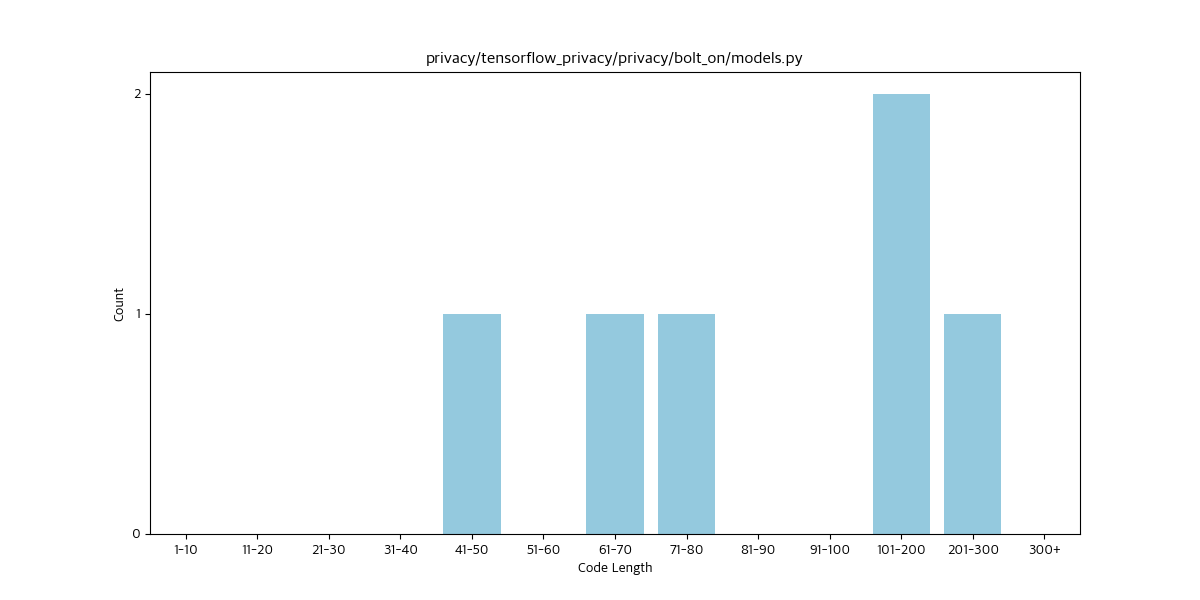 privacy/tensorflow_privacy/privacy/bolt_on/models.py
Count
2
1
0
1-10 11-20 21-30 31-40 41-50 51-60 61-70 71-80 81-90 91-100 101-200 201-300 300+
Code Length